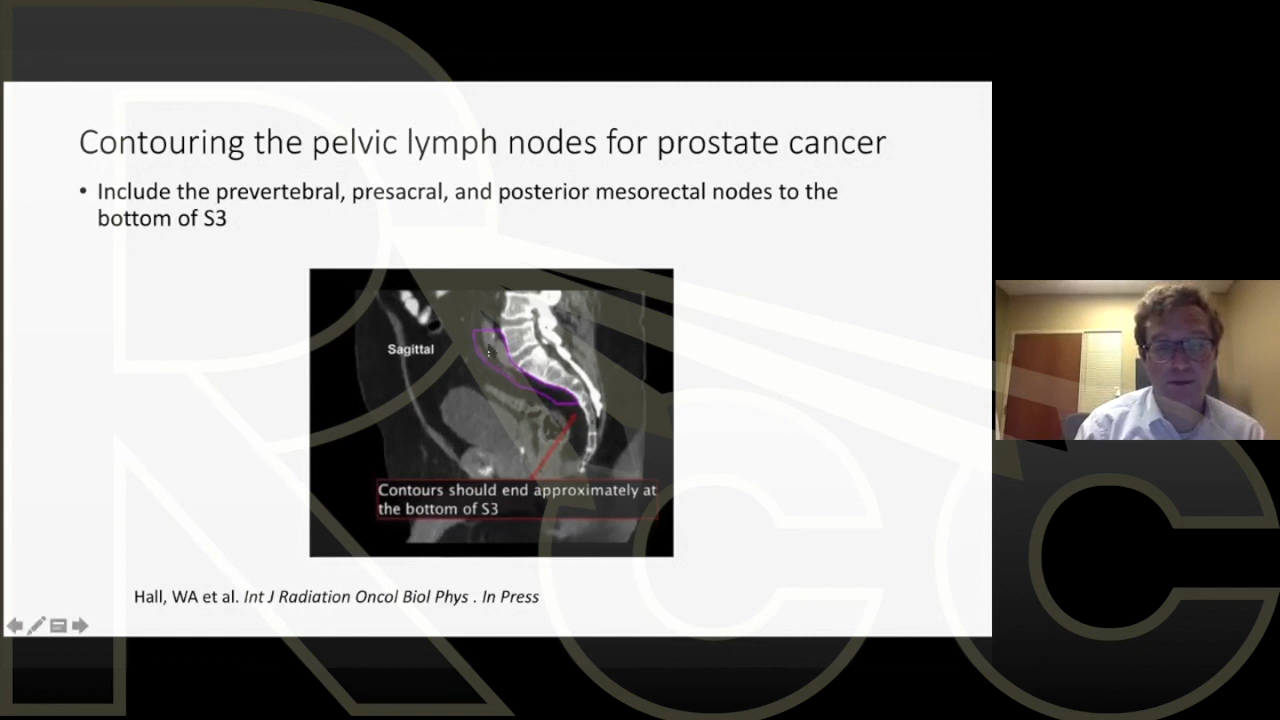 Contouring the pelvic lymph nodes for prostate cancer
• Include the prevertebral, presacral, and posterior mesorectal nodes to the
bottom of S3
Sagittal
Contours should end approximately at
the bottom of S3
Hall, WA et al. Int J Radiation Oncol Biol Phys . In Press
RCC